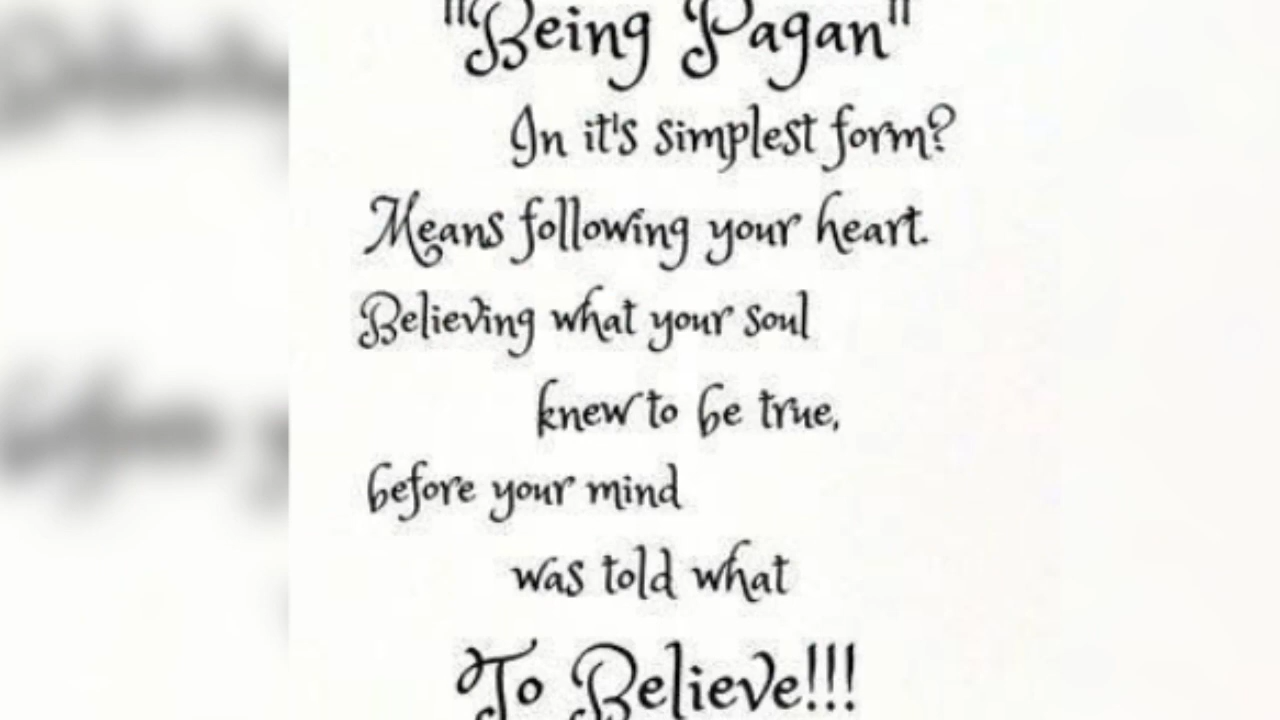 "Being Pagan"
In it's simplest form?
Means following your heart.
Believing what your soul
knew to be true,
before your mind
was told what
To Believe!!!